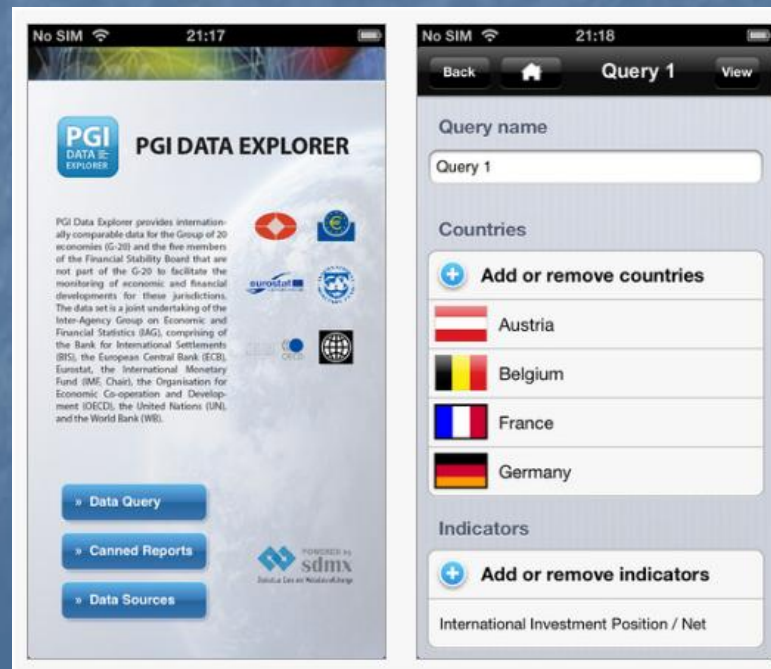 No SIM 21:17
PGI
DATA
EXPLORER
PGI DATA EXPLORER
PGI Data Explorer provides internation-
ally comparable data for the Group of 20
economies (G-20) and the five members
of the Financial Stability Board that are
not part of the G-20 to facilitate the
monitoring of economic and financial
developments for these jurisdictions.
The data set is a joint undertaking of the
Inter-Agency Group on Economic and
Financial Statistics (IAG), comprising of
the Bank for International Settlements
(BIS), the European Central Bank (ECB),
Eurostat, the International Monetary
Fund (IMF, Chair), the Organisation for
Economic Co-operation and Develop-
ment (OECD), the United Nations (UN),
and the World Bank (WB).
eurostat
OECD
» Data Query
» Canned Reports
» Data Sources
POWERED by
sdmx
No SIM 21:18
Back Query 1 View
Query name
Query 1
Countries
Add or remove countries
Austria
Belgium
France
Germany
Indicators
Add or remove indicators
International Investment Position / Net